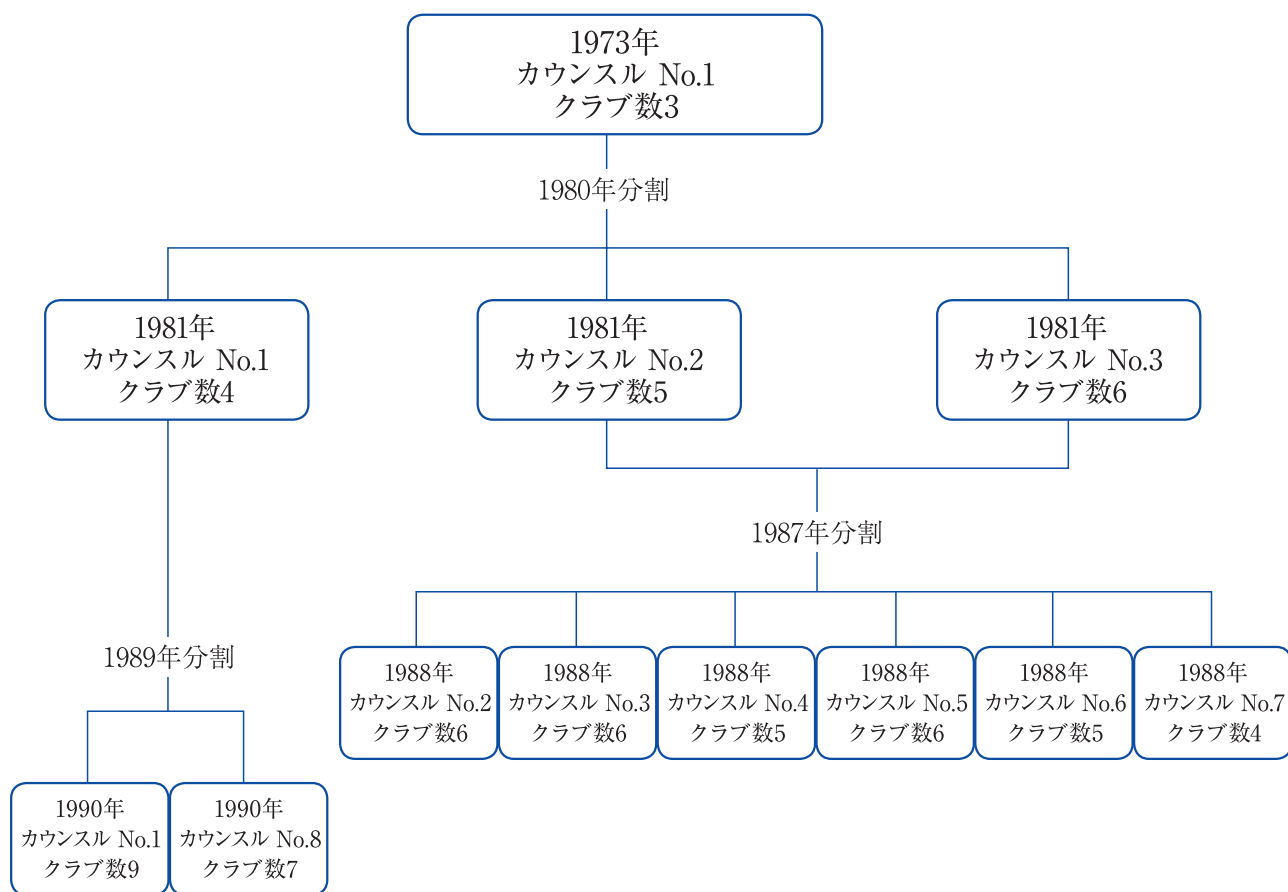 1973年
カウンスル No.1
クラブ数3
1980年分割
1981年
カウンスル No.1
クラブ数4
1981年
カウンスル No.2
クラブ数5
1981年
カウンスル No.3
クラブ数6
1987年分割
1989年分割
1988年
カウンスル No.2
クラブ数6
1988年
カウンスル No.3
クラブ数6
1988年
カウンスル No.4
クラブ数5
1988年
カウンスル No.5
クラブ数6
1988年
カウンスル No.6
クラブ数5
1988年
カウンスル No.7
クラブ数4
1990年
カウンスル No.1
クラブ数9
1990年
カウンスル No.8
クラブ数7